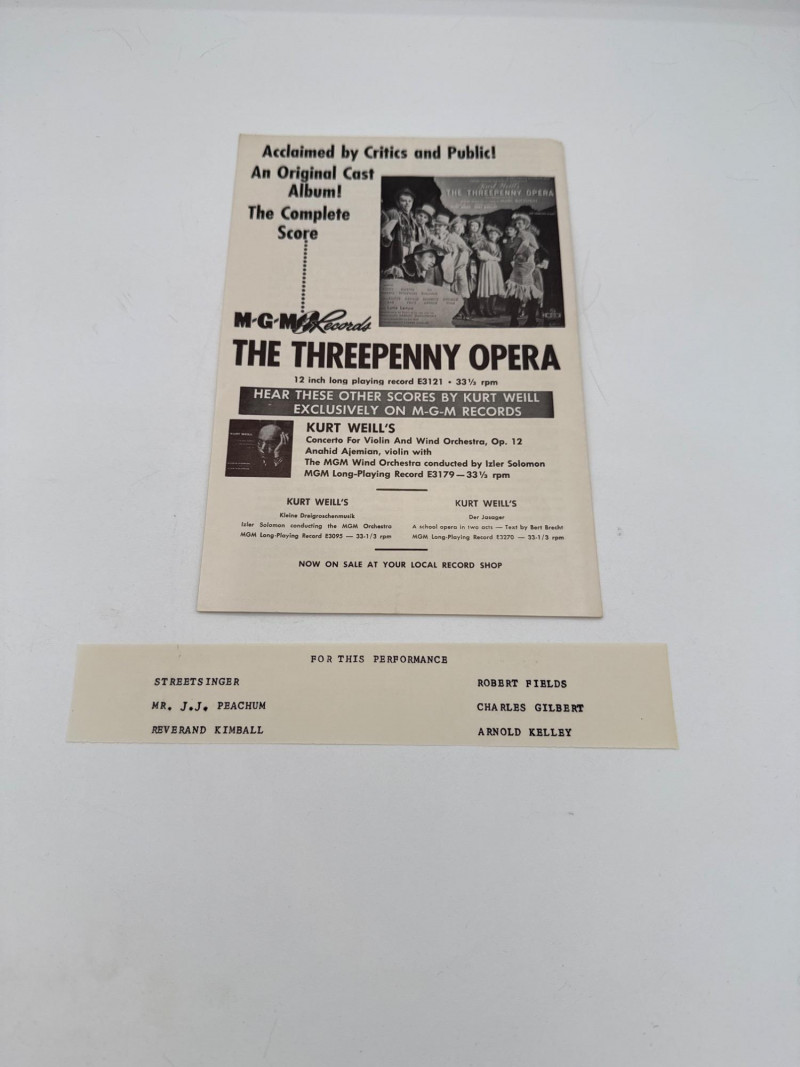 Acclaimed by Critics and Public!
An Original Cast
Album!
The Complete
Score
THE THREEPENNY OPERA
M-G-M Records
THE THREEPENNY OPERA
12 inch long playing record E3121 • 33⅓ rpm
HEAR THESE OTHER SCORES BY KURT WEILL
EXCLUSIVELY ON M-G-M RECORDS
KURT WEILL'S
Concerto For Violin And Wind Orchestra, Op. 12
Anahid Ajemian, violin with
The MGM Wind Orchestra conducted by Izler Solomon
MGM Long-Playing Record E3179 — 33⅓ rpm
KURT WEILL'S
Kleine Dreigroschenmusik
Izler Solomon conducting the MGM Orchestra
MGM Long-Playing Record E3095 — 33-1/3 rpm
KURT WEILL'S
Der Jasager
A school opera in two acts — Text by Bert Brecht
MGM Long-Playing Record E3270 — 33-1/3 rpm
NOW ON SALE AT YOUR LOCAL RECORD SHOP
FOR THIS PERFORMANCE
STREETSINGER ROBERT FIELDS
MR. J.J. PEACHUM CHARLES GILBERT
REVERAND KIMBALL ARNOLD KELLEY